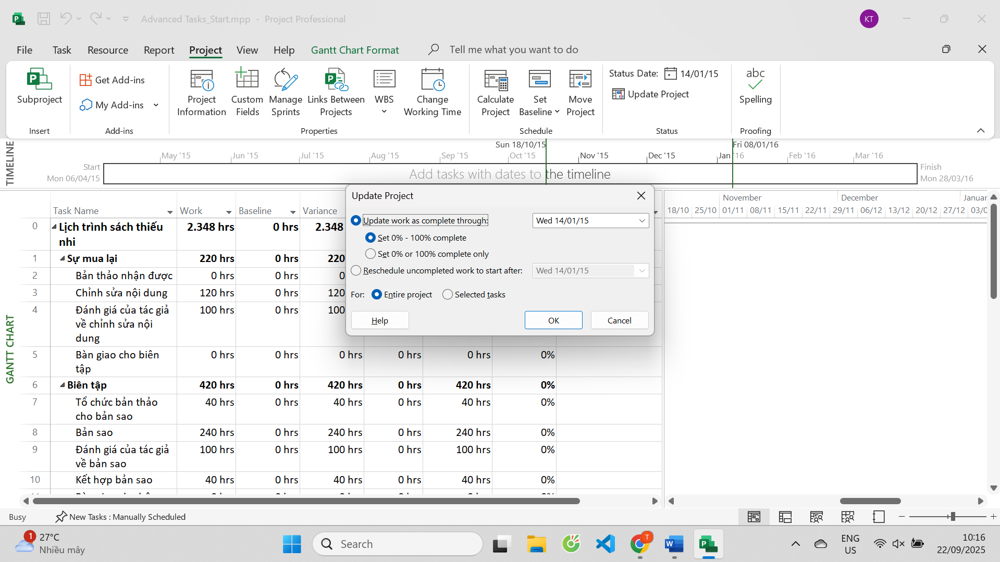 Advanced Tasks_Start.mpp - Project Professional
KT
File Task Resource Report Project View Help Gantt Chart Format Tell me what you want to do
Subproject
Insert
Get Add-ins
My Add-ins
Add-ins
Project Information
Custom Fields
Manage Sprints
Links Between Projects
WBS
Change Working Time
Properties
Calculate Project
Set Baseline
Move Project
Schedule
Status Date: 14/01/15
Update Project
Status
abc
Spelling
Proofing
TIMELINE
Sun 18/10/15 Fri 08/01/16
May '15 Jun '15 Jul '15 Aug '15 Sep '15 Oct '15 Nov '15 Dec '15 Jan '16 Feb '16 Mar '16
Start
Mon 06/04/15
Add tasks with dates to the timeline
Finish
Mon 28/03/16
Update Project
Update work as complete through: Wed 14/01/15
Set 0% - 100% complete
Set 0% or 100% complete only
Reschedule uncompleted work to start after: Wed 14/01/15
For: Entire project Selected tasks
Help OK Cancel
GANTT CHART
November December Januar
18/10 25/10 01/11 08/11 15/11 22/11 29/11 06/12 13/12 20/12 27/12 03/0
Task Name Work Baseline Variance
0 Lịch trình sách thiếu nhi 2.348 hrs 0 hrs 2.348
1 Sự mua lại 220 hrs 0 hrs 220
2 Bản thảo nhận được 0 hrs 0 hrs 0
3 Chỉnh sửa nội dung 120 hrs 0 hrs 120
4 Đánh giá của tác giả về chỉnh sửa nội dung 100 hrs 0 hrs 100
5 Bàn giao cho biên tập 0 hrs 0 hrs 0 hrs 0 hrs 0 hrs 0%
6 Biên tập 420 hrs 0 hrs 420 hrs 0 hrs 420 hrs 0%
7 Tổ chức bản thảo cho bản sao 40 hrs 0 hrs 40 hrs 0 hrs 40 hrs 0%
8 Bản sao 240 hrs 0 hrs 240 hrs 0 hrs 240 hrs 0%
9 Đánh giá của tác giả về bản sao 100 hrs 0 hrs 100 hrs 0 hrs 100 hrs 0%
10 Kết hợp bản sao 40 hrs 0 hrs 40 hrs 0 hrs 40 hrs 0%
Busy New Tasks : Manually Scheduled
1 27°C
Nhiều mây
Search
T
ENG
US
10:16
22/09/2025